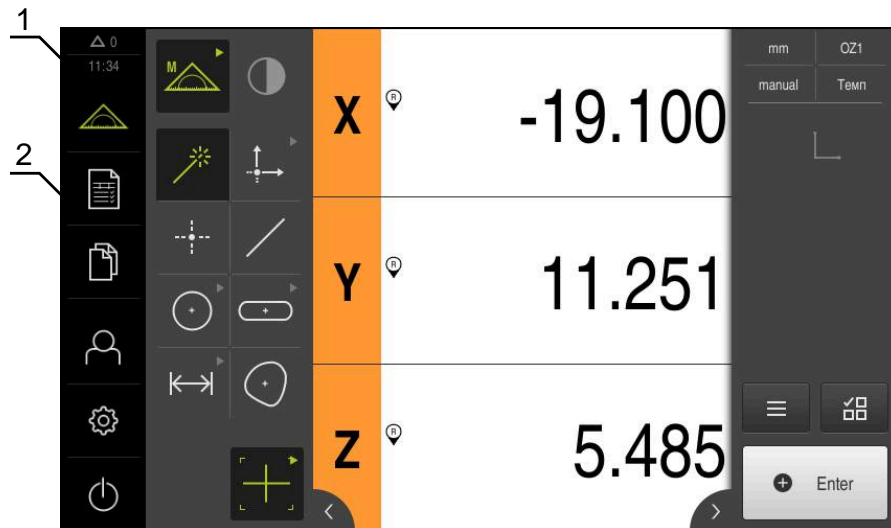 1
2
0
11:34
M
X
R
-19.100
Y
R
11.251
Z
R
5.485
mm
OZ1
manual
Темп
Enter